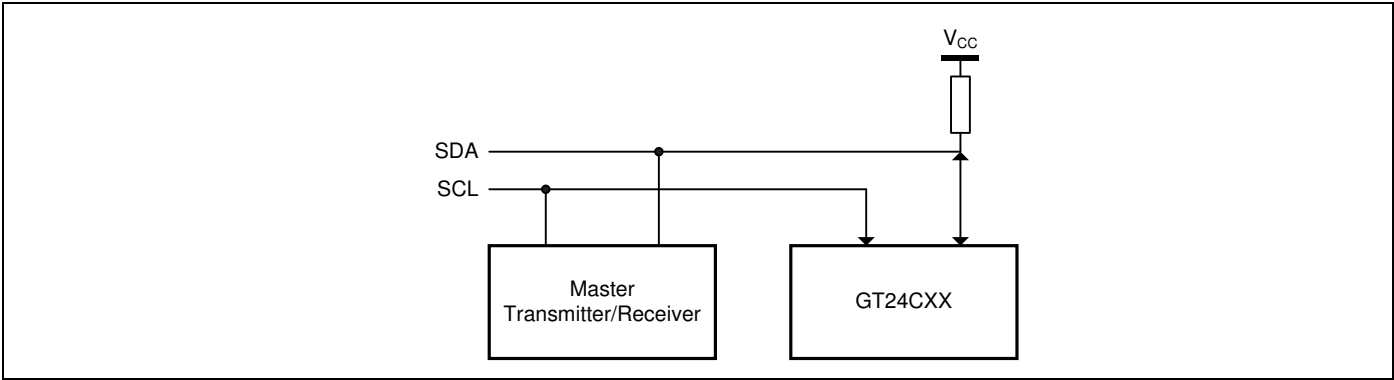 VCC
SDA
SCL
Master
Transmitter/Receiver
GT24CXX